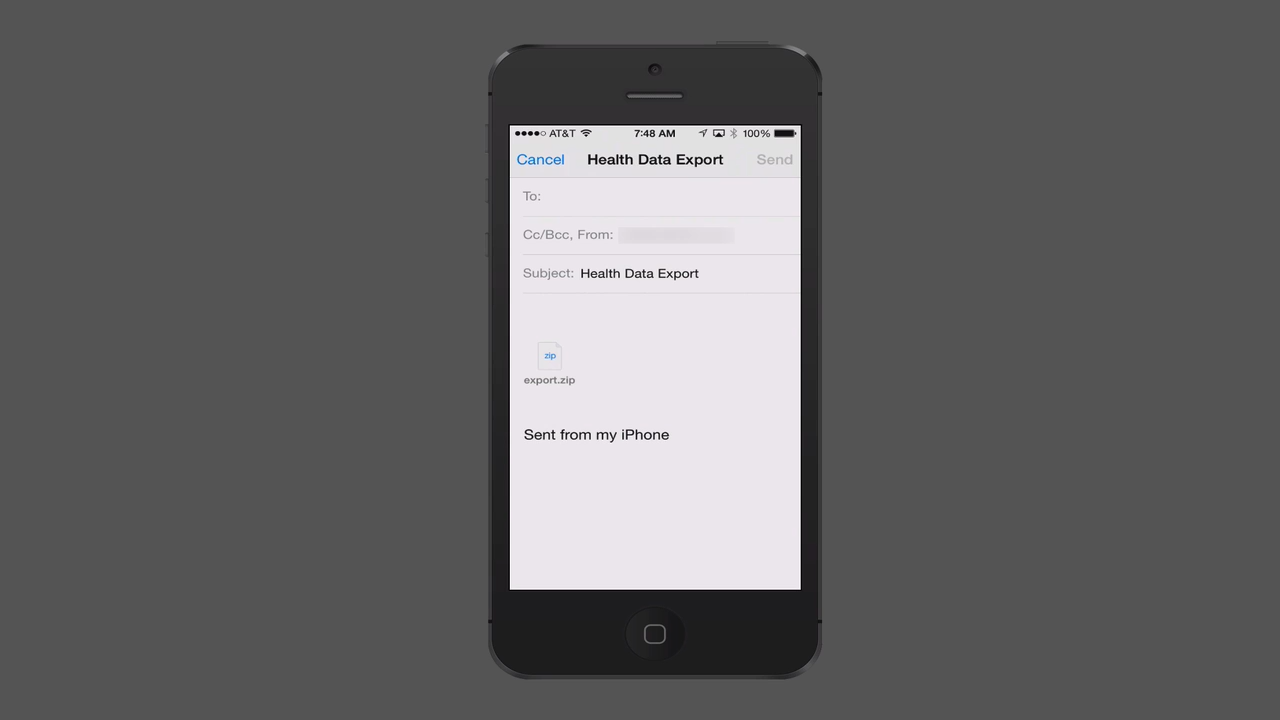 AT&T 7:48 AM 100%
Cancel Health Data Export Send
To:
Cc/Bcc, From:
Subject: Health Data Export
zip
export.zip
Sent from my iPhone